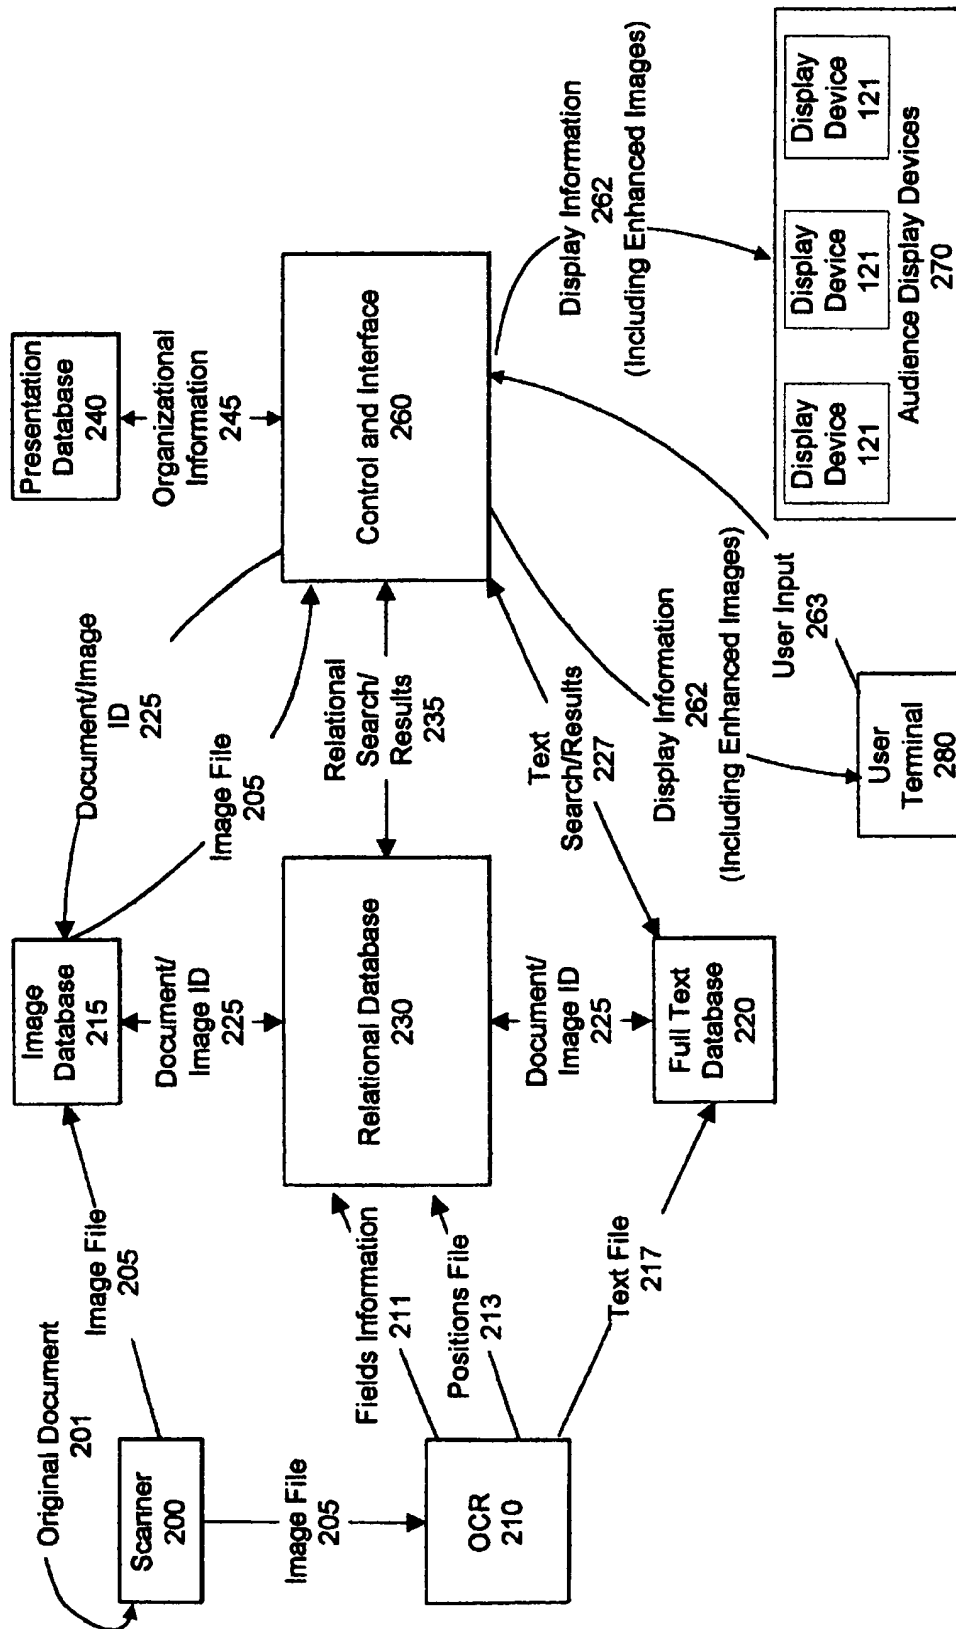 Original Document
201
Scanner
200
Image File
205
Image File
205
OCR
210
Fields Information
211
Positions File
213
Text File
217
Image
Database
215
Document/
Image ID
225
Relational Database
230
Document/
Image ID
225
Full Text
Database
220
Document/Image
ID
225
Image File
205
Relational
Search/
Results
235
Text
Search/Results
227
Presentation
Database
240
Organizational
Information
245
Control and Interface
260
Display Information
262
(Including Enhanced Images)
User Input
263
User
Terminal
280
Display Information
262
(Including Enhanced Images)
Display
Device
121
Display
Device
121
Display
Device
121
Audience Display Devices
270